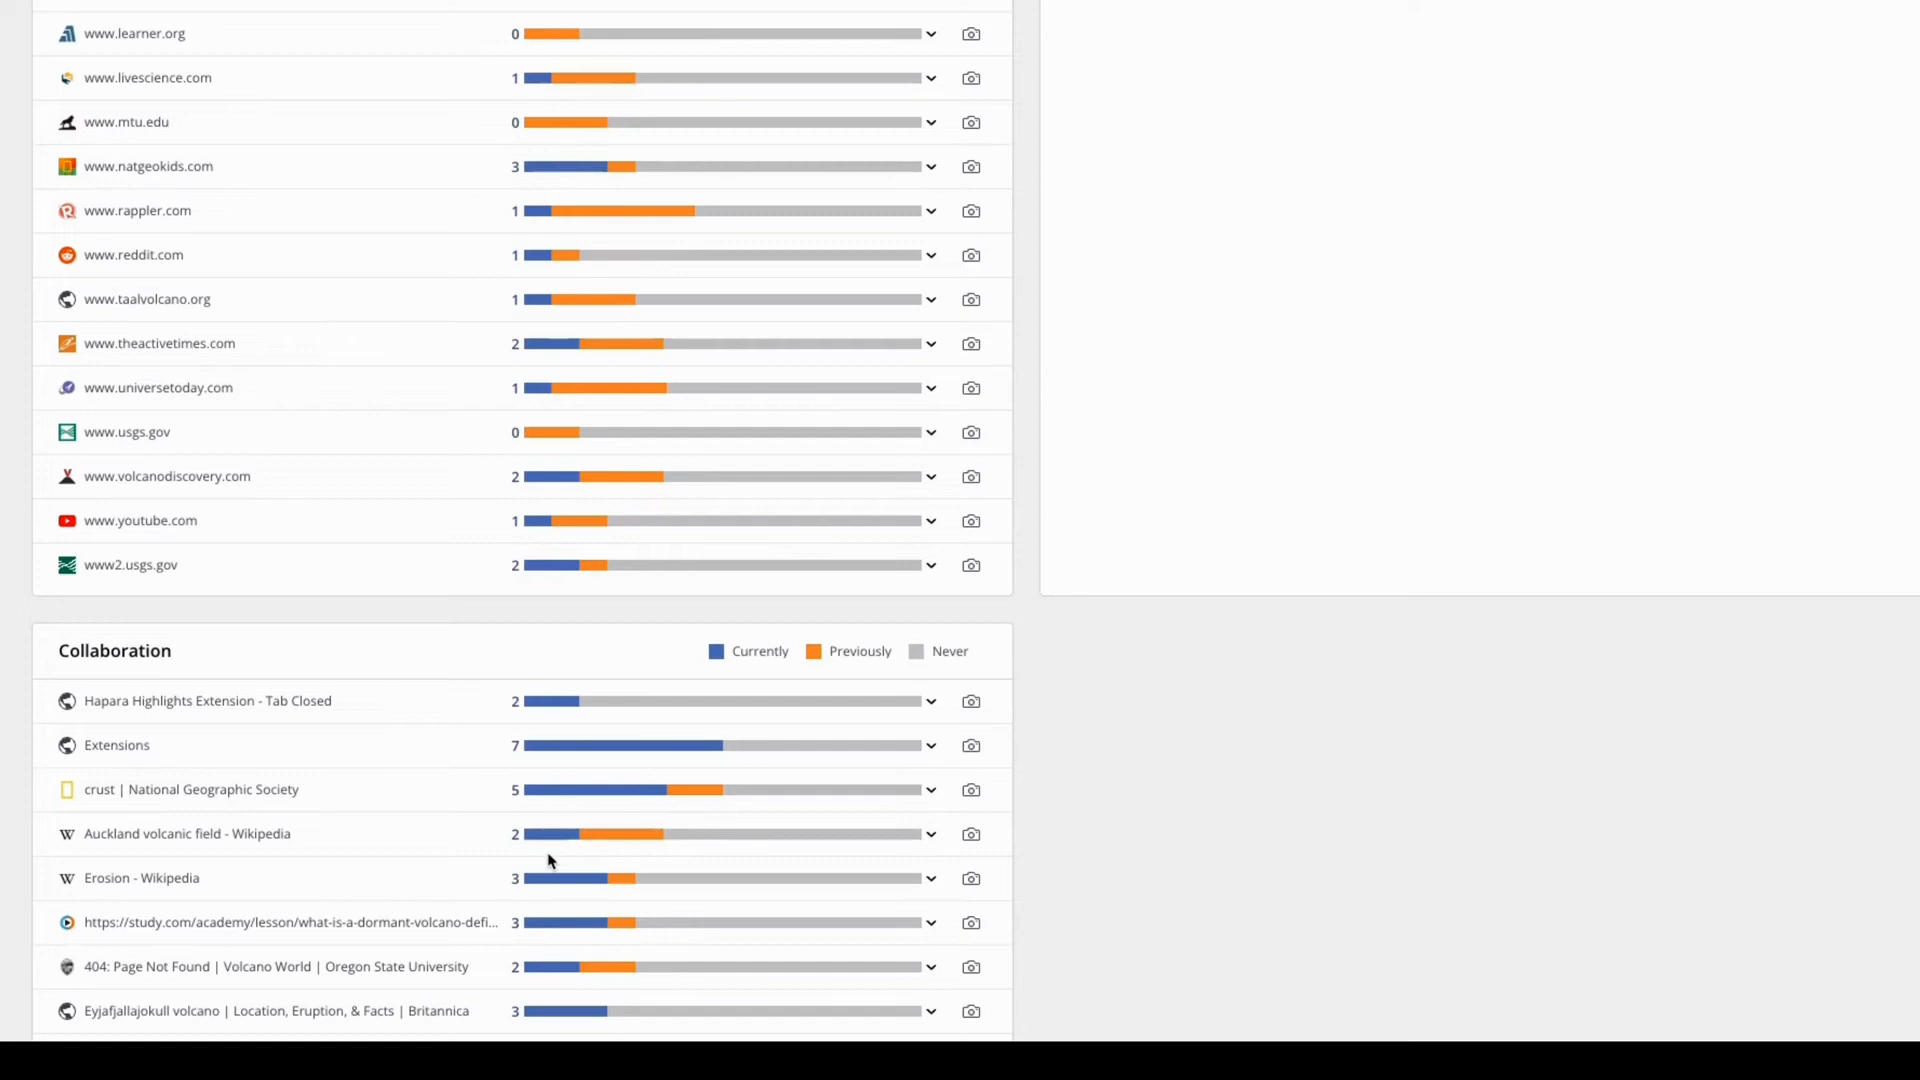 www.learner.org 0
www.livescience.com 1
www.mtu.edu 0
www.natgeokids.com 3
www.rappler.com 1
www.reddit.com 1
www.taalvolcano.org 1
www.theactivetimes.com 2
www.universetoday.com 1
www.usgs.gov 0
www.volcanodiscovery.com 2
www.youtube.com 1
www2.usgs.gov 2
Collaboration Currently Previously Never
Hapara Highlights Extension - Tab Closed 2
Extensions 7
crust | National Geographic Society 5
Auckland volcanic field - Wikipedia 2
Erosion - Wikipedia 3
https://study.com/academy/lesson/what-is-a-dormant-volcano-defi... 3
404: Page Not Found | Volcano World | Oregon State University 2
Eyjafjallajokull volcano | Location, Eruption, & Facts | Britannica 3